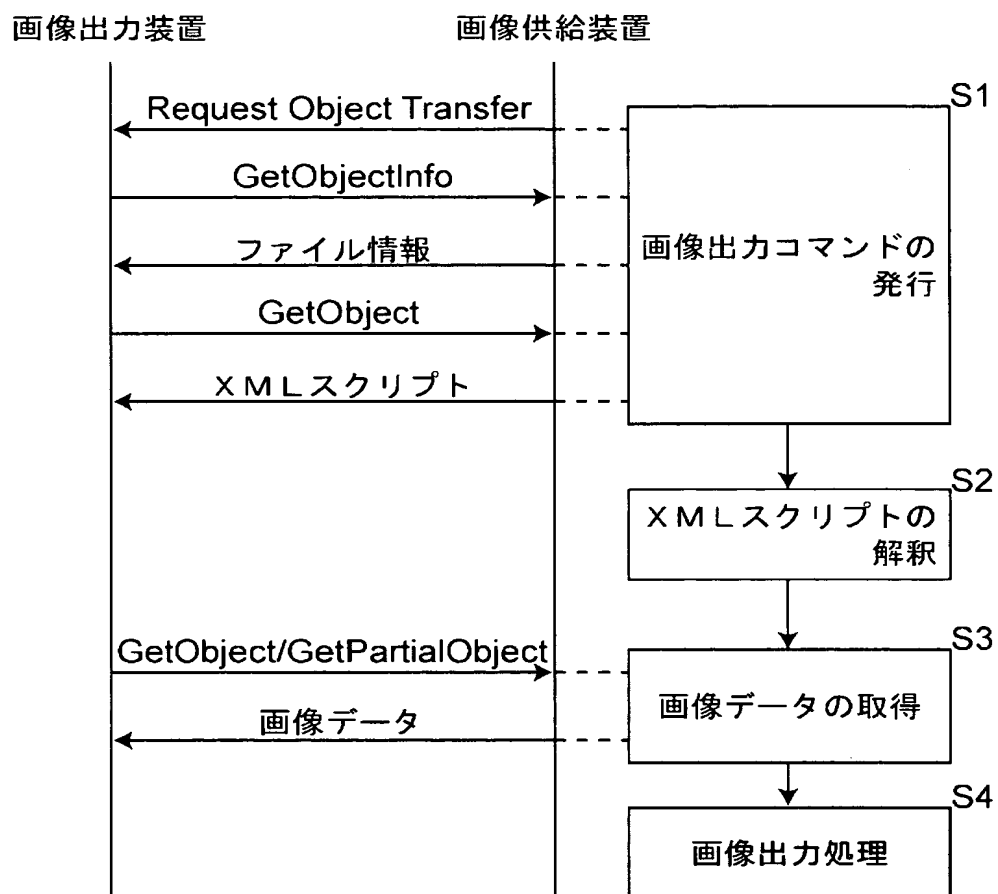 画像出力装置
画像供給装置
S1
Request Object Transfer
GetObjectInfo
ファイル情報
画像出力コマンドの
発行
GetObject
XMLスクリプト
S2
XMLスクリプトの
解釈
S3
GetObject/GetPartialObject
画像データの取得
画像データ
S4
画像出力処理